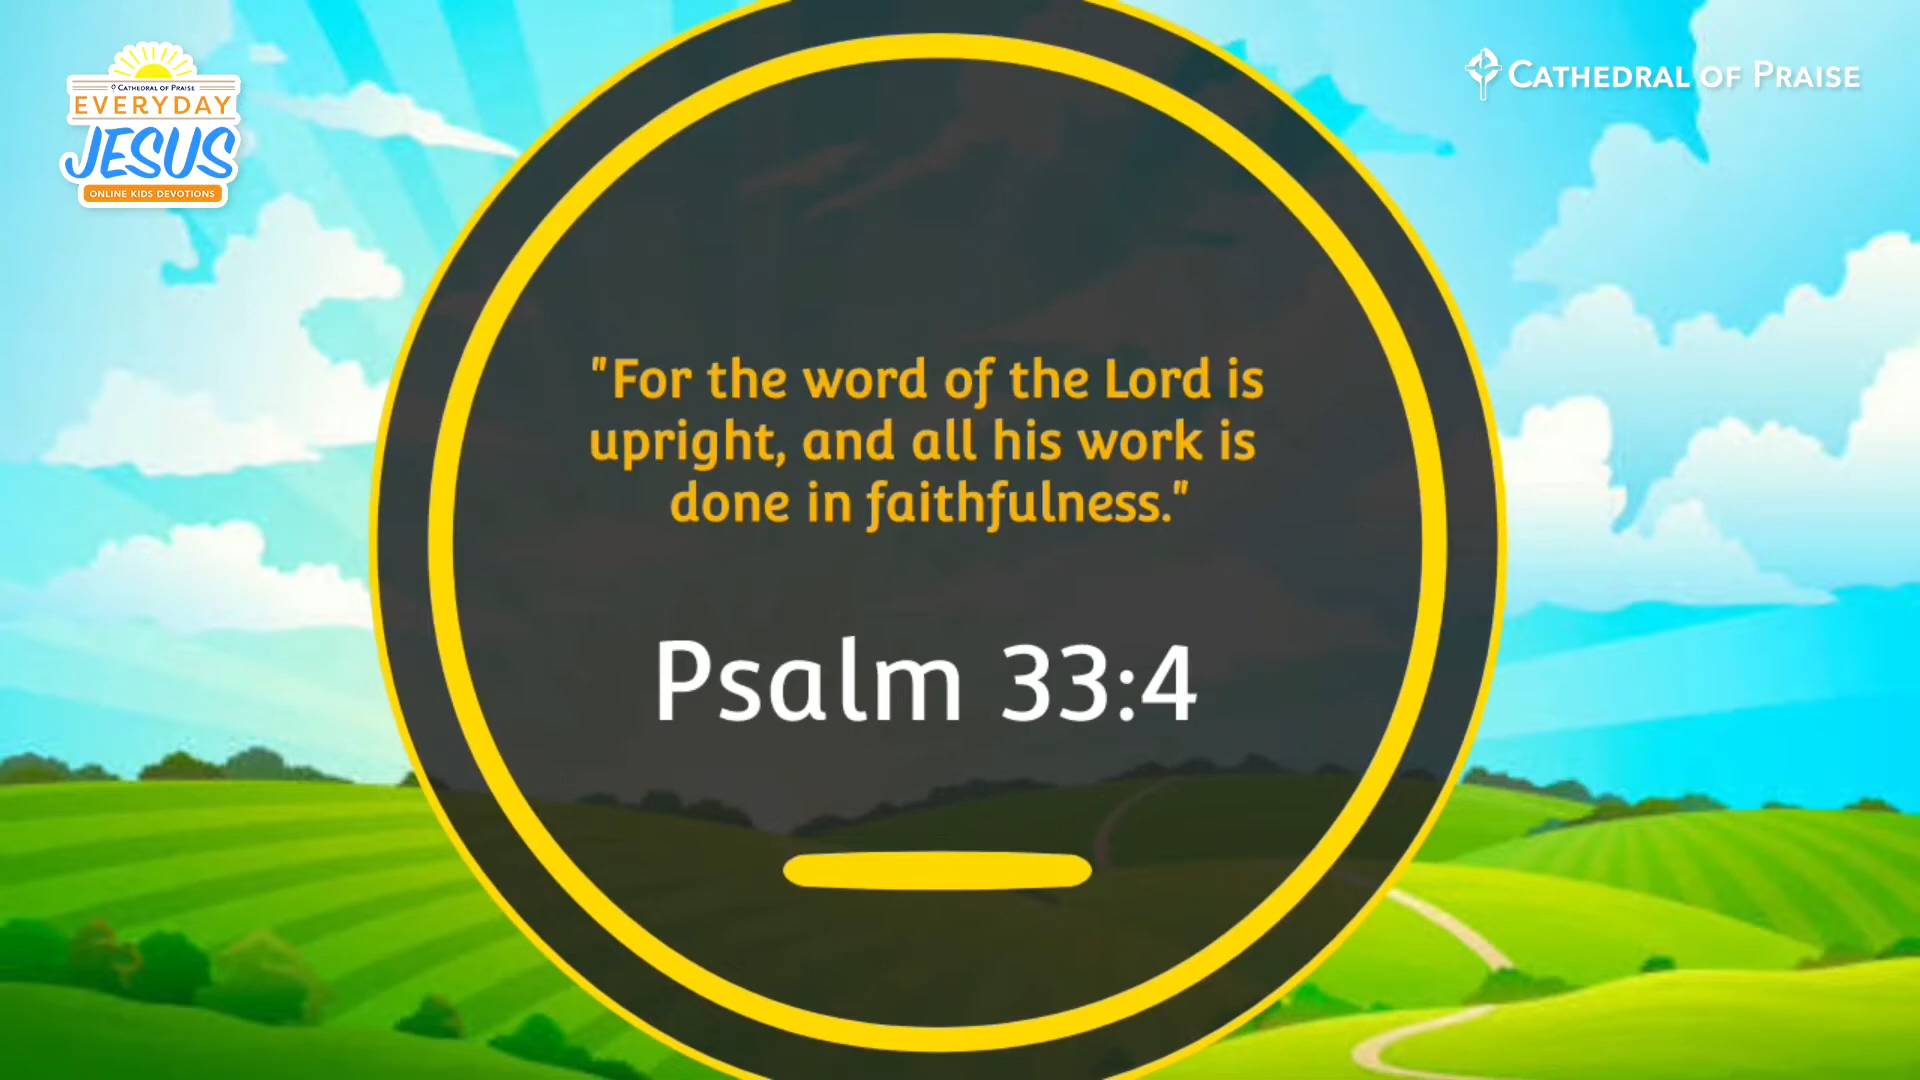 CATHEDRAL OF PRAISE
EVERYDAY
JESUS
ONLINE KIDS DEVOTIONS
CATHEDRAL OF PRAISE
"For the word of the Lord is
upright, and all his work is
done in faithfulness."
Psalm 33:4